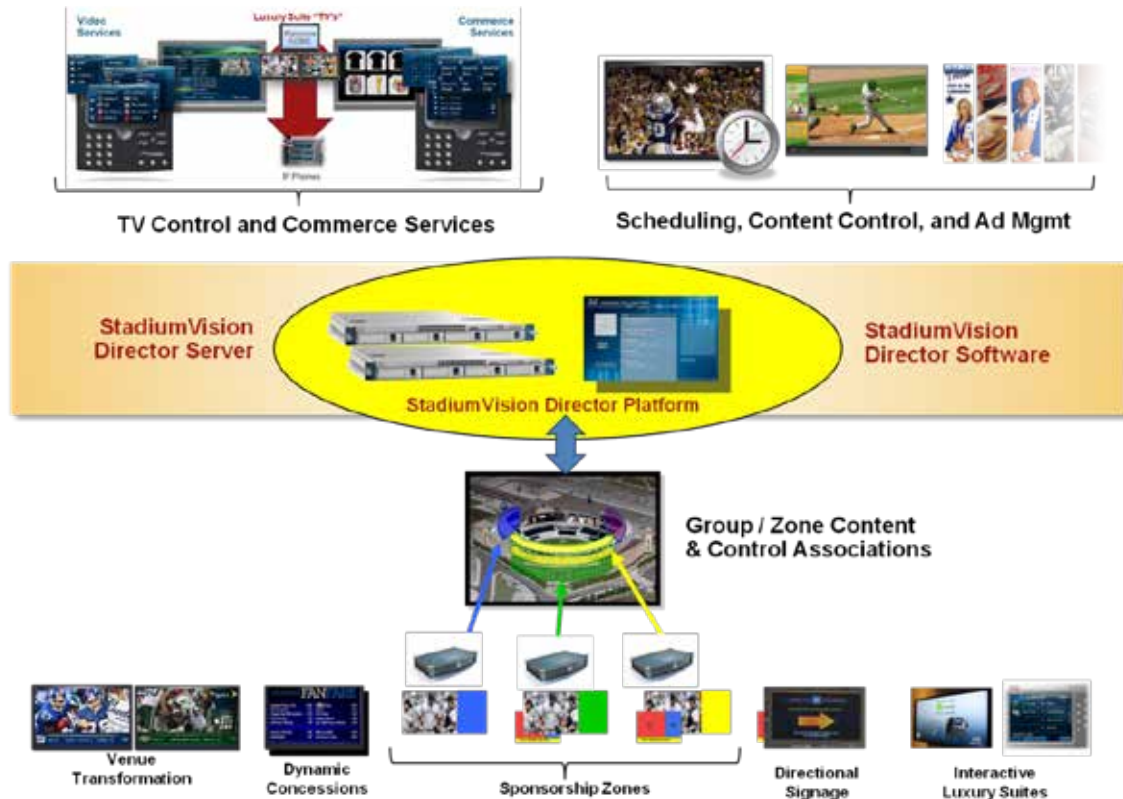 Video
Services
Luxury Suite "TV's"
Commerce
Services
IP Phones
TV Control and Commerce Services
Scheduling, Content Control, and Ad Mgmt
StadiumVision
Director Server
StadiumVision
Director Software
StadiumVision Director Platform
Group / Zone Content
& Control Associations
FANFARE
Venue
Transformation
Dynamic
Concessions
Sponsorship Zones
Directional
Signage
Interactive
Luxury Suites